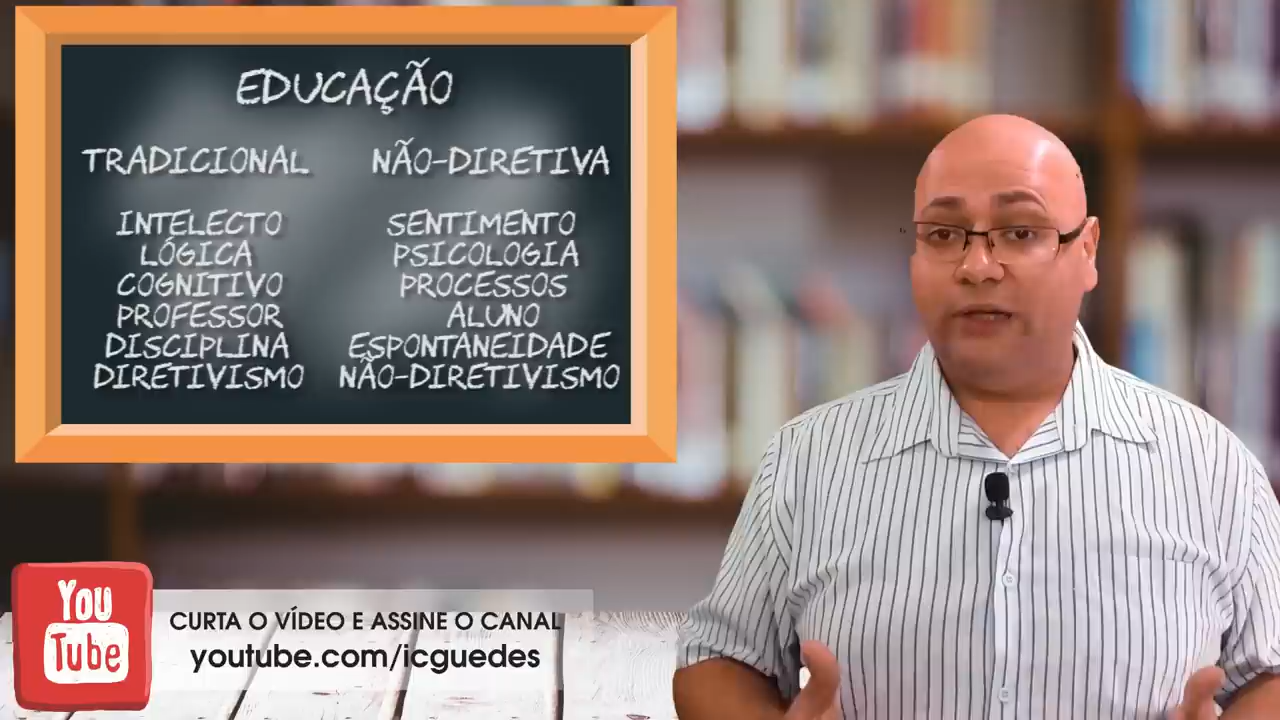 EDUCAÇÃO
TRADICIONAL
NÃO-DIRETIVA
INTELECTO
LÓGICA
COGNITIVO
PROFESSOR
DISCIPLINA
DIRETIVISMO
SENTIMENTO
PSICOLOGIA
PROCESSOS
ALUNO
ESPONTANEIDADE
NÃO-DIRETIVISMO
You
Tube
CURTA O VÍDEO E ASSINE O CANAL
youtube.com/icguedes